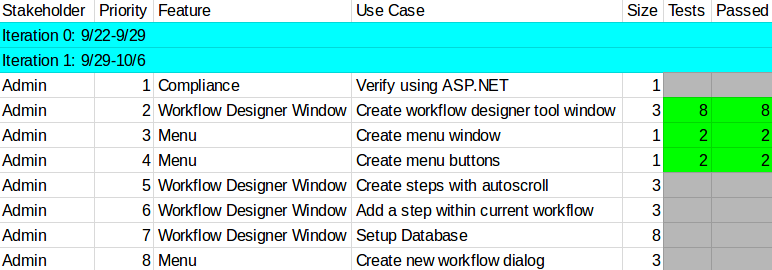 Stakeholder Priority Feature Use Case Size Tests Passed
Iteration 0: 9/22-9/29
Iteration 1: 9/29-10/6
Admin 1 Compliance Verify using ASP.NET 1
Admin 2 Workflow Designer Window Create workflow designer tool window 3 8 8
Admin 3 Menu Create menu window 1 2 2
Admin 4 Menu Create menu buttons 1 2 2
Admin 5 Workflow Designer Window Create steps with autoscroll 3
Admin 6 Workflow Designer Window Add a step within current workflow 3
Admin 7 Workflow Designer Window Setup Database 8
Admin 8 Menu Create new workflow dialog 3